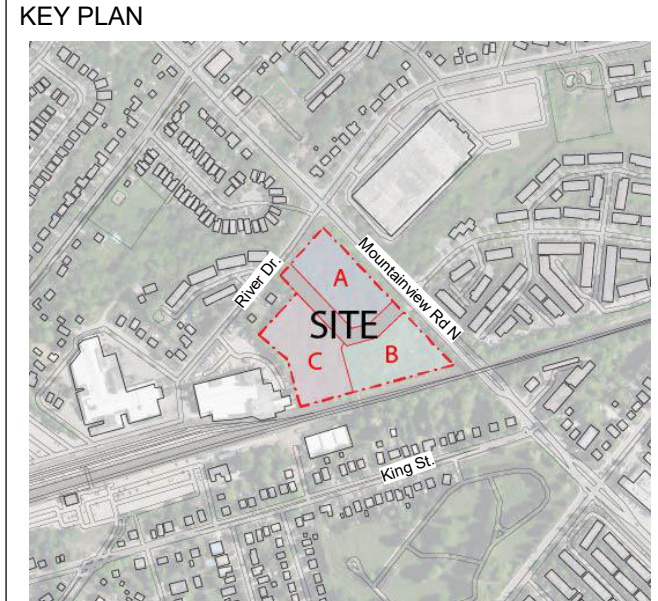 KEY PLAN
River Dr.
Mountainview Rd N
A
SITE
C
B
King St.